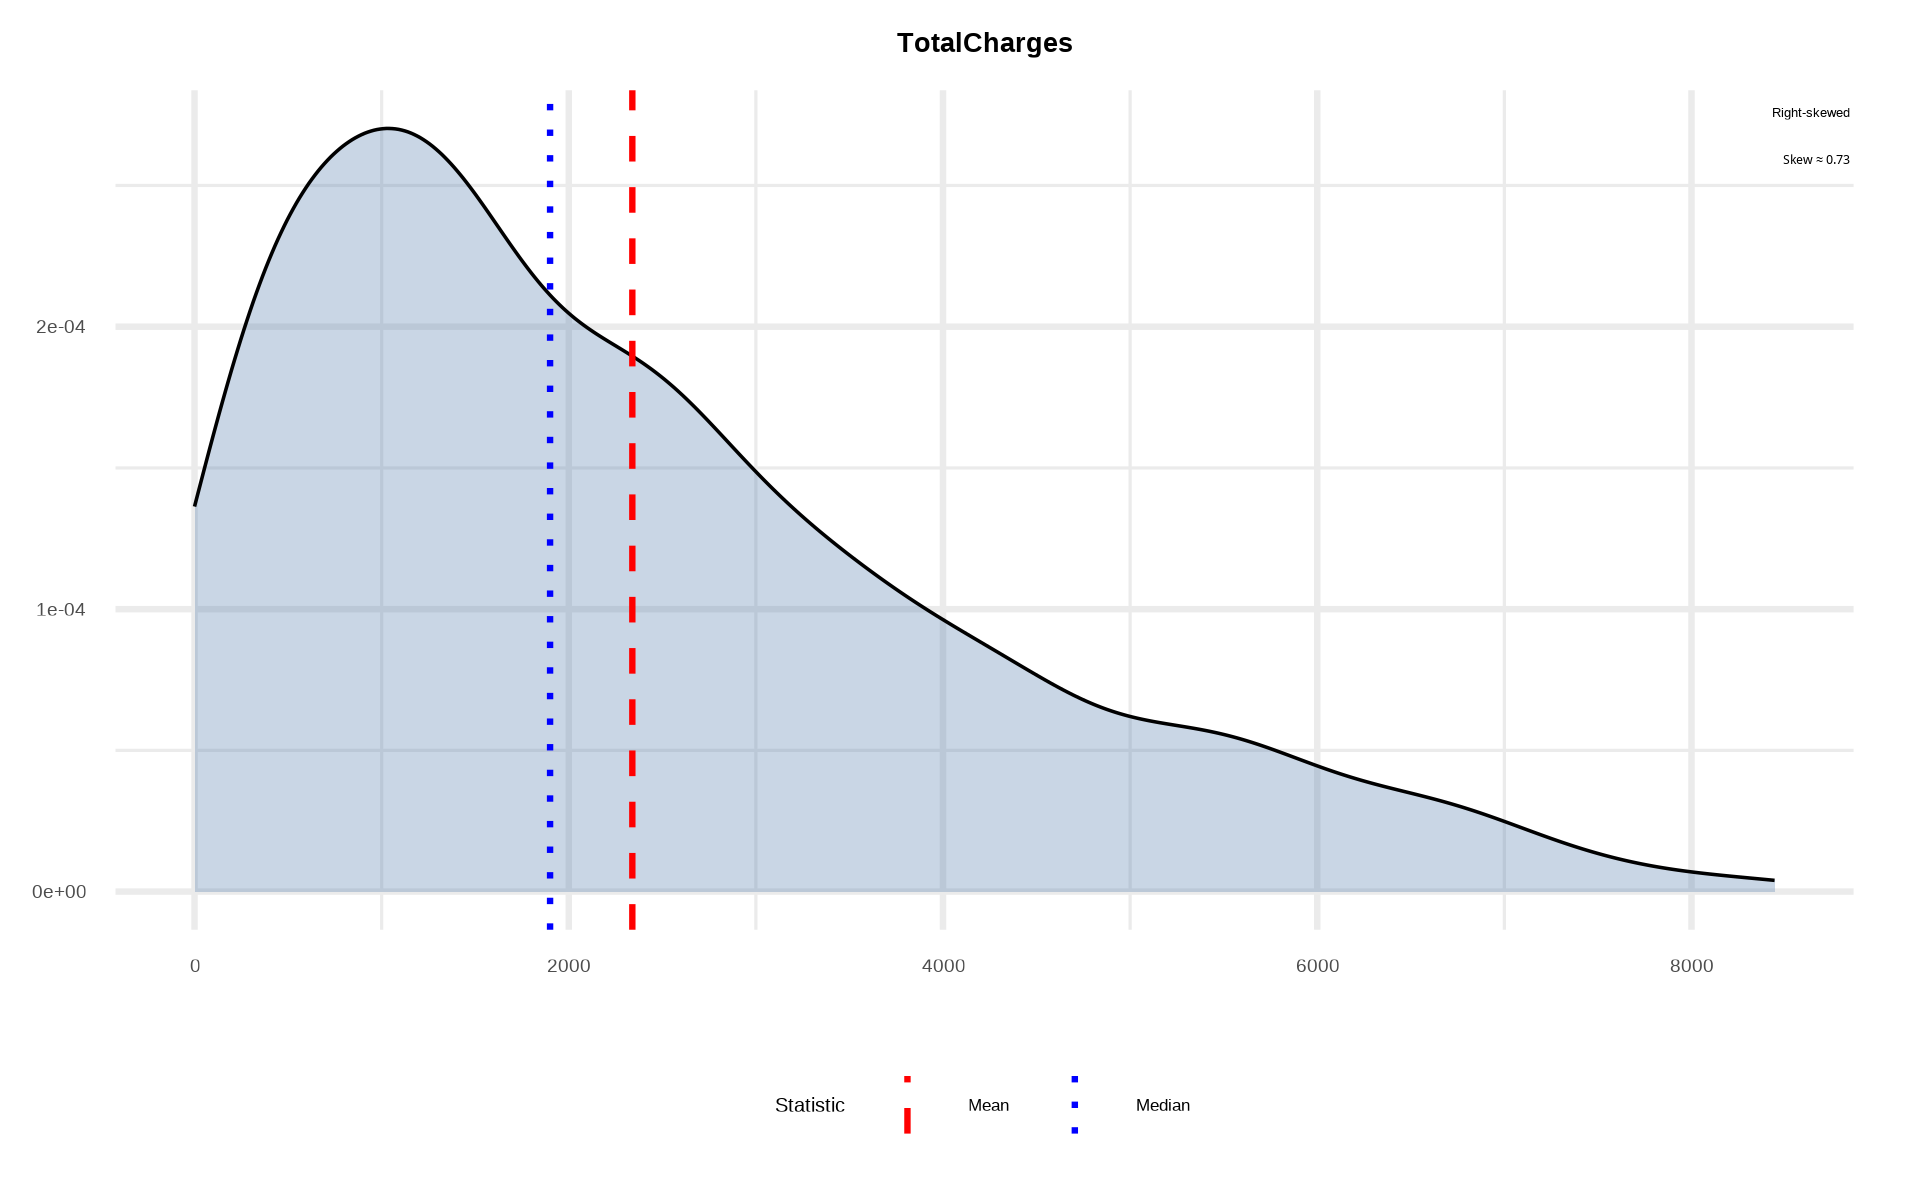 TotalCharges
Right-skewed
Skew ≈ 0.73
2e-04
1e-04
0e+00
0 2000 4000 6000 8000
Statistic Mean Median